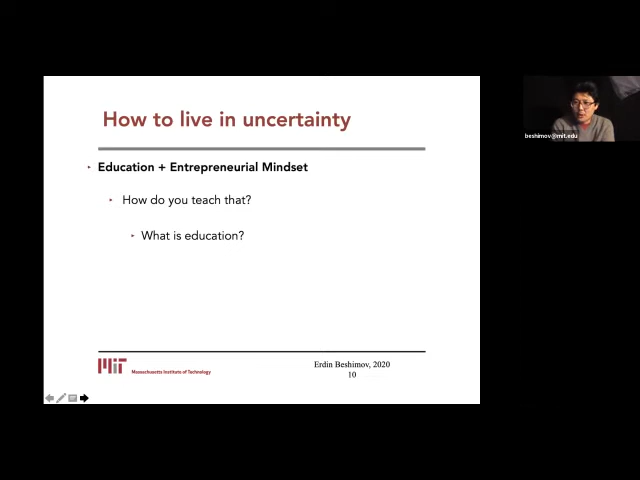 How to live in uncertainty
Education + Entrepreneurial Mindset
How do you teach that?
What is education?
MIT
Massachusetts Institute of Technology
Erdin Beshimov, 2020
10
beshimov@mit.edu